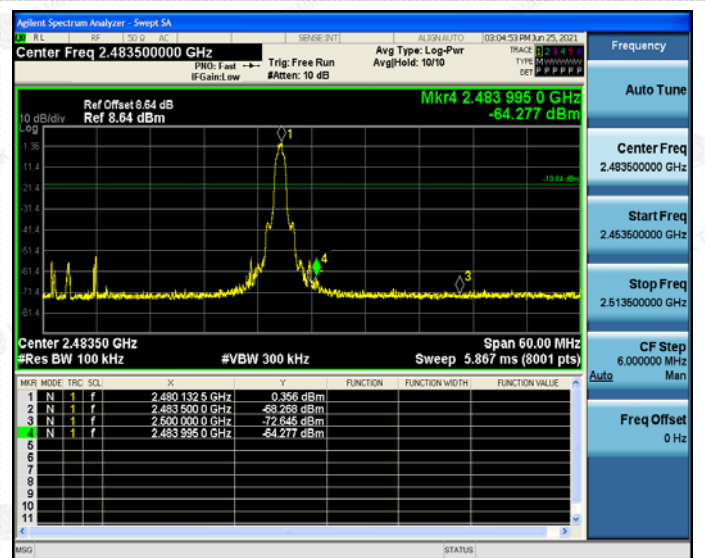 Agilent Spectrum Analyzer - Swept SA
RL RF 50 Ω AC SENSE:INT ALIGNAUTO 03:04:53 PM Jun 25, 2021
Center Freq 2.483500000 GHz
PNO: Fast
IFGain:Low
Trig: Free Run
#Atten: 10 dB
Avg Type: Log-Pwr
Avg|Hold: 10/10
TRACE 1 2 3 4 5 6
TYPE MWWWWW
DET P P P P P P
Ref Offset 8.64 dB
10 dB/div Ref 8.64 dBm
Log
Mkr4 2.483 995 0 GHz
-64.277 dBm
1
-1.36
-11.4
-19.64 dBm
-21.4
-31.4
-41.4
-51.4
4
-61.4
3
-71.4
-81.4
Center 2.48350 GHz Span 60.00 MHz
#Res BW 100 kHz #VBW 300 kHz Sweep 5.867 ms (8001 pts)
MKR MODE TRC SCL X Y FUNCTION FUNCTION WIDTH FUNCTION VALUE
1 N 1 f 2.480 132 5 GHz 0.356 dBm
2 N 1 f 2.483 500 0 GHz -68.268 dBm
3 N 1 f 2.500 000 0 GHz -72.645 dBm
4 N 1 f 2.483 995 0 GHz -64.277 dBm
5
6
7
8
9
10
11
MSG STATUS
Frequency
Auto Tune
Center Freq
2.483500000 GHz
Start Freq
2.453500000 GHz
Stop Freq
2.513500000 GHz
CF Step
6.000000 MHz
Auto Man
Freq Offset
0 Hz